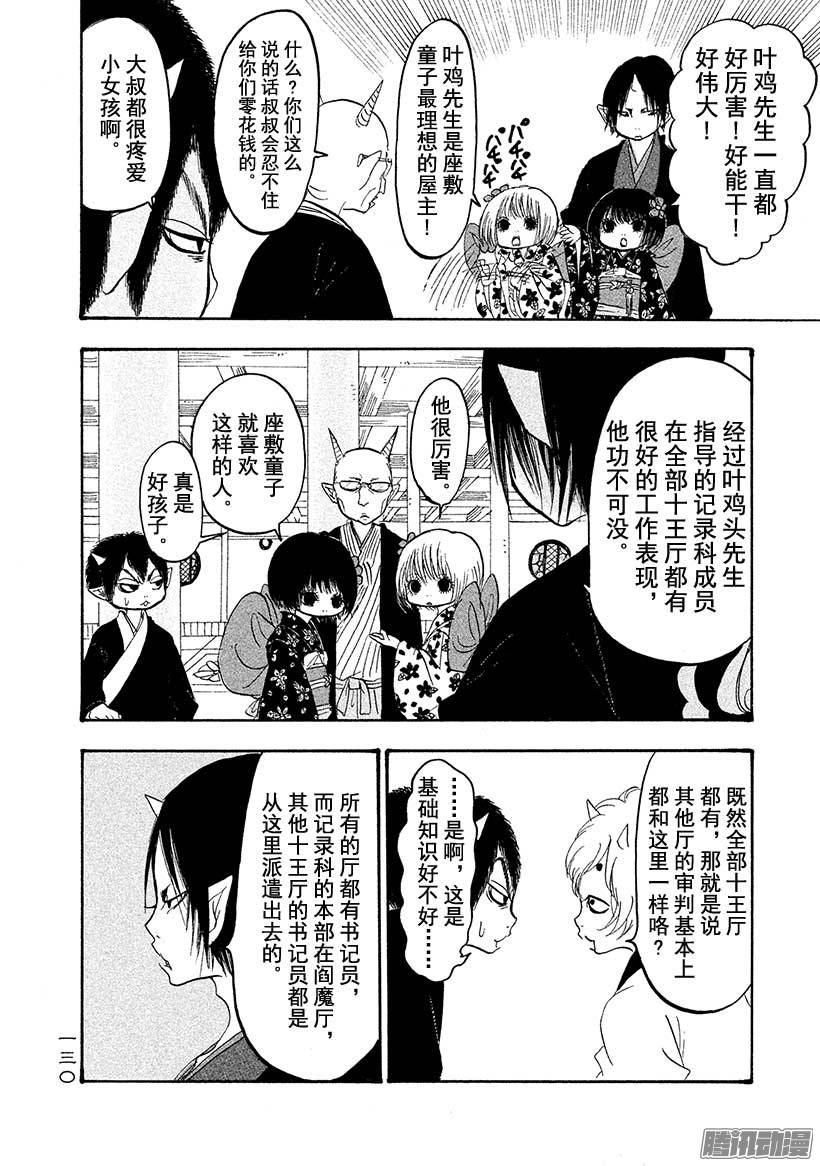 叶鸡先生一直都
好厉害！好能干！
好伟大！
パチ
パチ
パチ
パチ
叶鸡先生是座敷
童子最理想的屋主！
什么？你们这么
说的话叔叔会忍不住
给你们零花钱的。
大叔都很疼爱
小女孩啊。
经过叶鸡头先生
指导的记录科成员
在全部十王厅都有
很好的工作表现，
他功不可没。
他很厉害。
座敷童子
就喜欢
这样的人。
真是
好孩子。
既然全部十王厅
都有，那就是说
其他厅的审判基本上
都和这里一样咯？
……是啊，这是
基础知识好不好……
所有的厅都有书记员，
而记录科的本部在阎魔厅，
其他十王厅的书记员都是
从这里派遣出去的。
一三〇
腾讯动漫